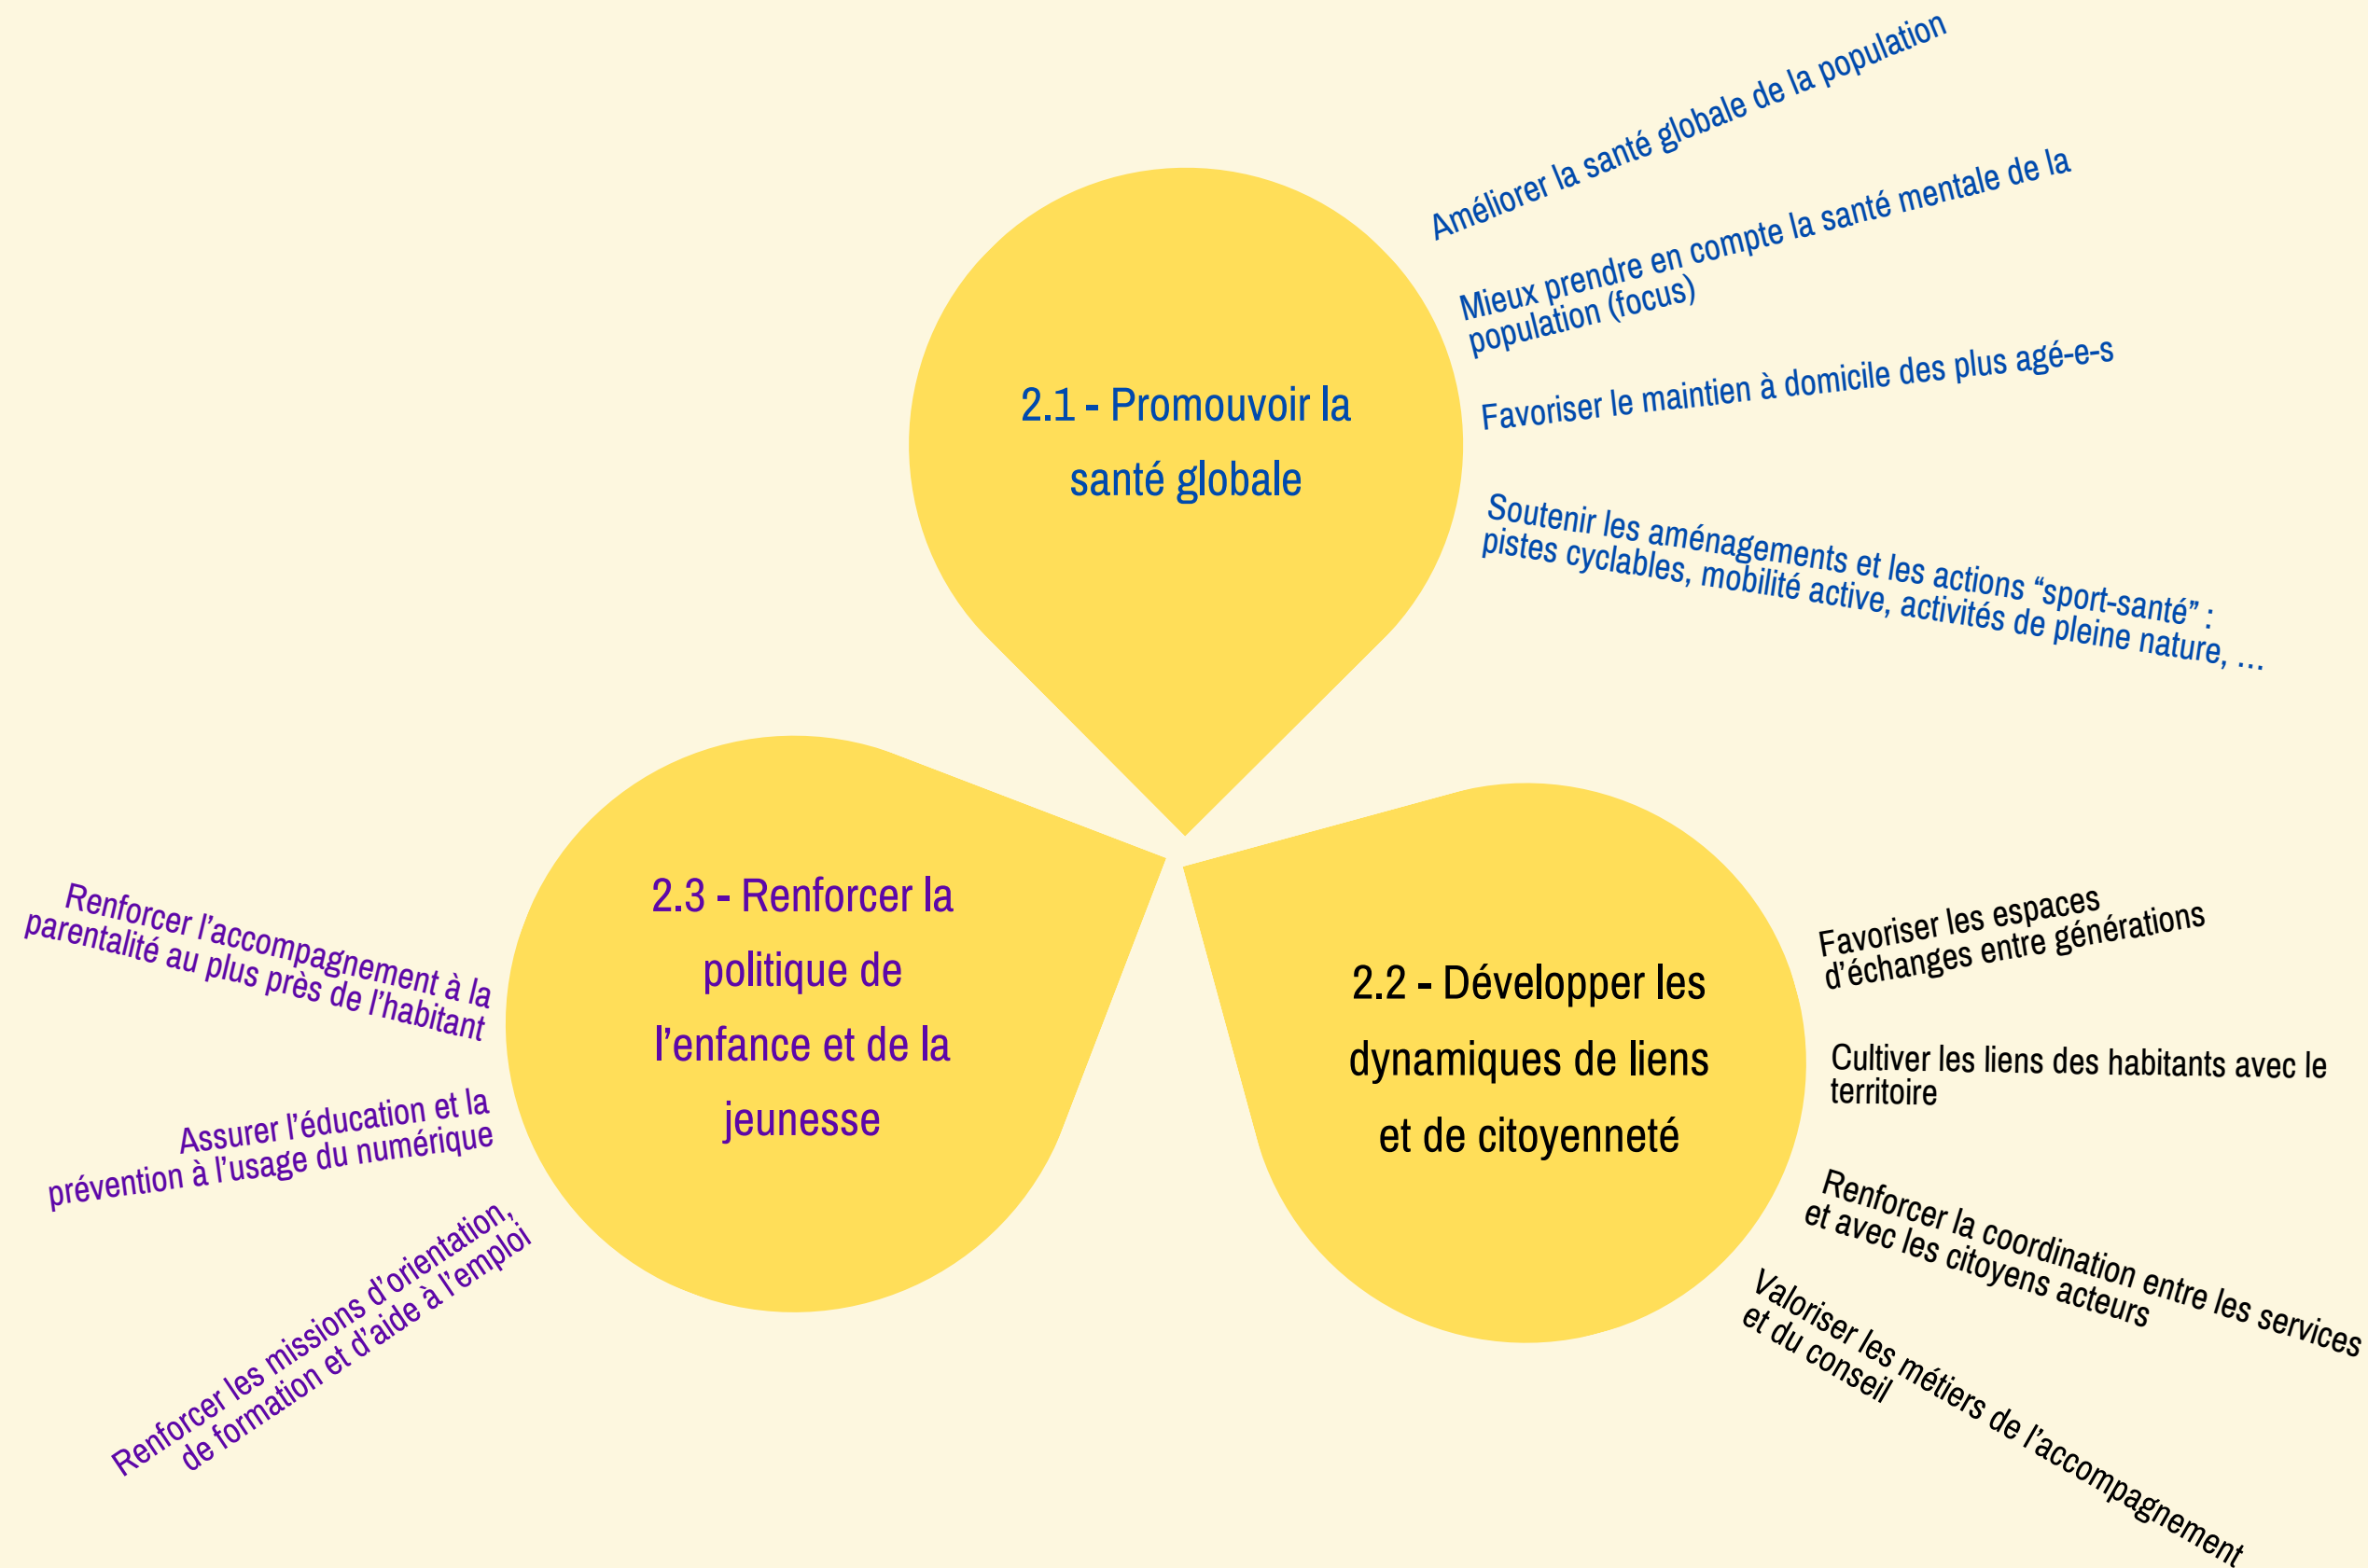 Améliorer la santé globale de la population
Mieux prendre en compte la santé mentale de la
population (focus)
Favoriser le maintien à domicile des plus agé-e-s
Soutenir les aménagements et les actions “sport-santé” :
pistes cyclables, mobilité active, activités de pleine nature, …
2.1 - Promouvoir la
santé globale
2.3 - Renforcer la
politique de
l’enfance et de la
jeunesse
Renforcer l’accompagnement à la
parentalité au plus près de l’habitant
Assurer l’éducation et la
prévention à l’usage du numérique
Renforcer les missions d’orientation,
de formation et d’aide à l’emploi
2.2 - Développer les
dynamiques de liens
et de citoyenneté
Favoriser les espaces
d’échanges entre générations
Cultiver les liens des habitants avec le
territoire
Renforcer la coordination entre les services
et avec les citoyens acteurs
Valoriser les métiers de l’accompagnement
et du conseil